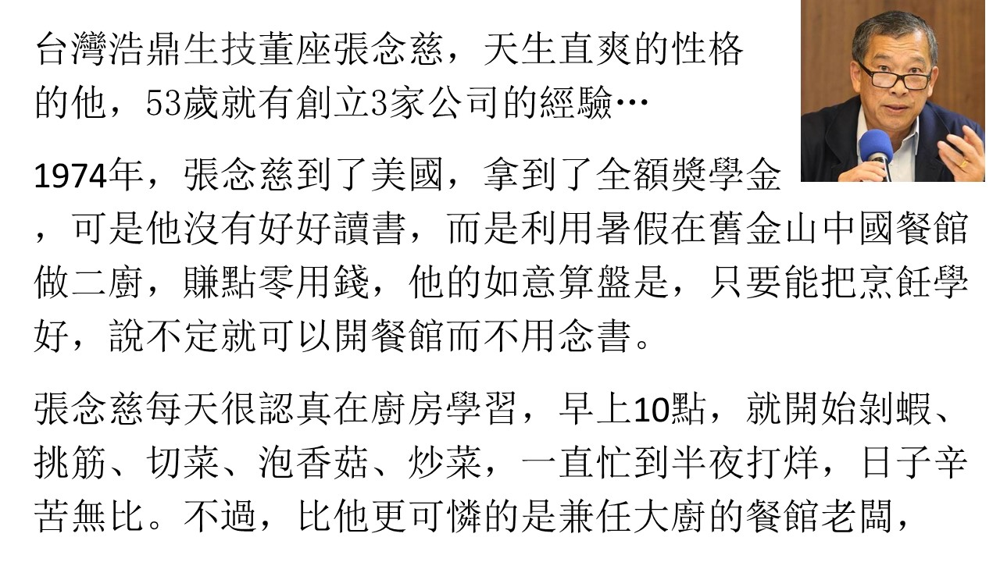 台灣浩鼎生技董座張念慈，天生直爽的性格
的他，53歲就有創立3家公司的經驗⋯
1974年，張念慈到了美國，拿到了全額獎學金
，可是他沒有好好讀書，而是利用暑假在舊金山中國餐館
做二廚，賺點零用錢，他的如意算盤是，只要能把烹飪學
好，說不定就可以開餐館而不用念書。
張念慈每天很認真在廚房學習，早上10點，就開始剝蝦、
挑筋、切菜、泡香菇、炒菜，一直忙到半夜打烊，日子辛
苦無比。不過，比他更可憐的是兼任大廚的餐館老闆，